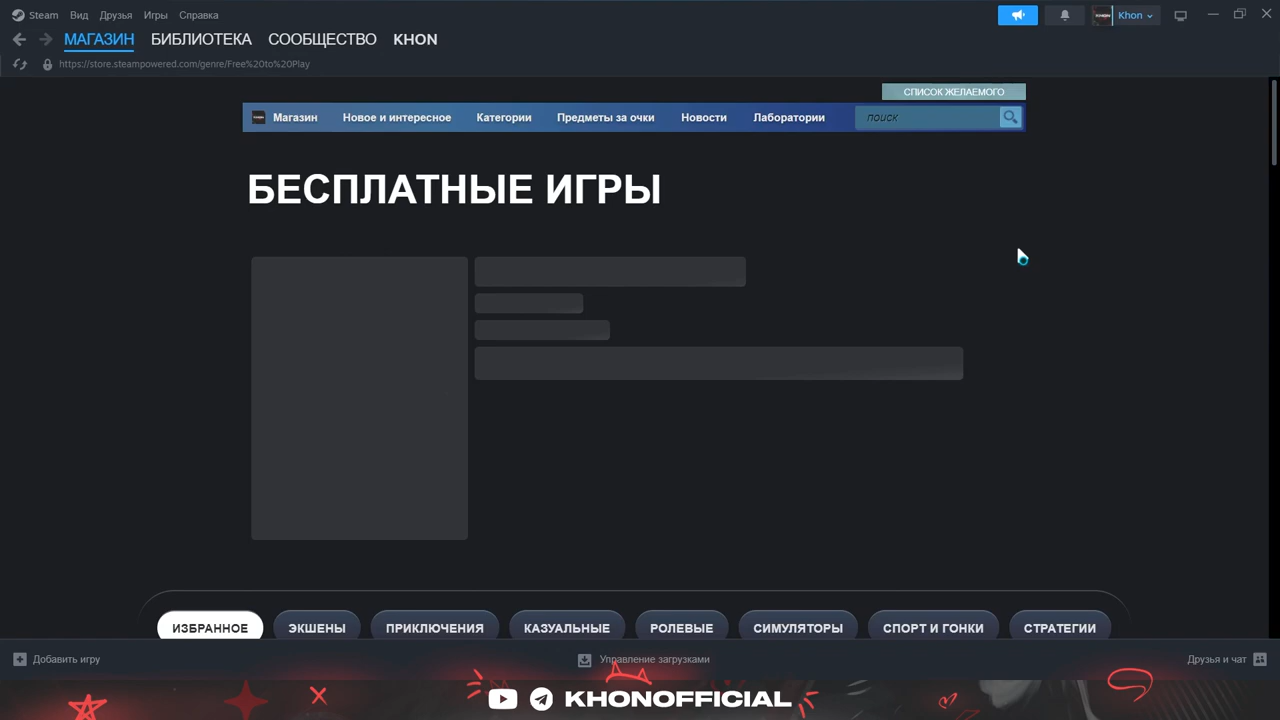 Steam Вид Друзья Игры Справка
Khon
МАГАЗИН БИБЛИОТЕКА СООБЩЕСТВО KHON
https://store.steampowered.com/genre/Free%20to%20Play
СПИСОК ЖЕЛАЕМОГО
Магазин Новое и интересное Категории Предметы за очки Новости Лаборатории поиск
БЕСПЛАТНЫЕ ИГРЫ
ИЗБРАННОЕ ЭКШЕНЫ ПРИКЛЮЧЕНИЯ КАЗУАЛЬНЫЕ РОЛЕВЫЕ СИМУЛЯТОРЫ СПОРТ И ГОНКИ СТРАТЕГИИ
Добавить игру Управление загрузками Друзья и чат
KHONOFFICIAL